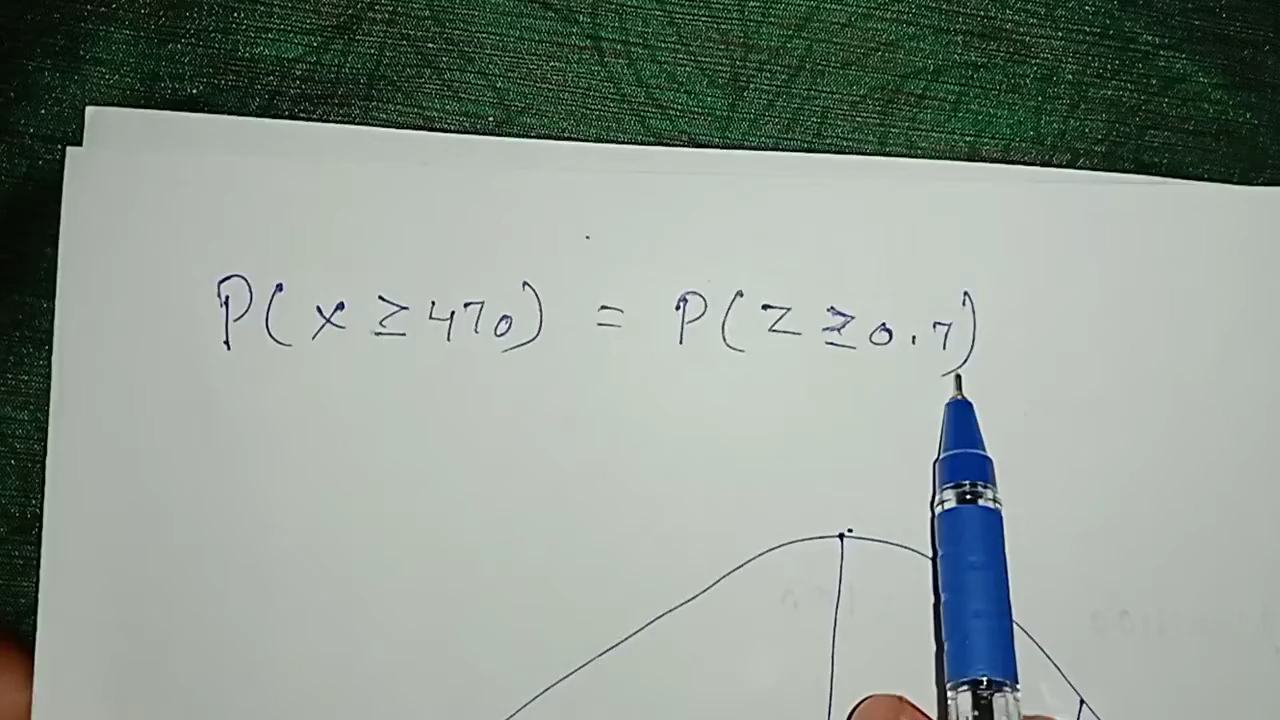 P(x ≥ 470) = P(Z ≥ 0.7)